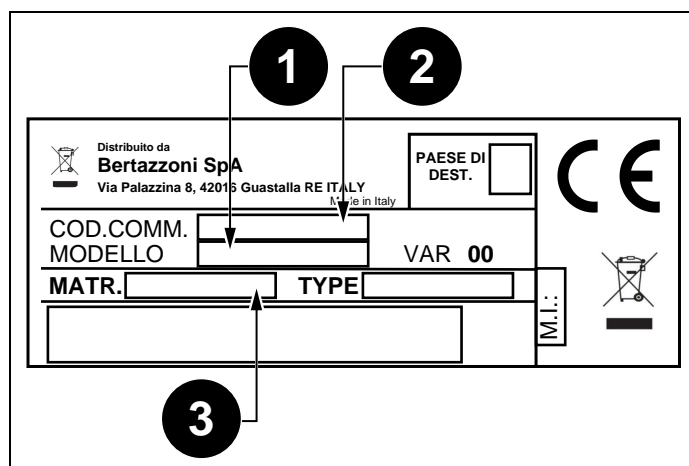 1 2
Distribuito da
Bertazzoni SpA
Via Palazzina 8, 42016 Guastalla RE ITALY
Made in Italy
PAESE DI
DEST.
CE
COD.COMM.
MODELLO
VAR 00
MATR.
TYPE
M.I.:
3